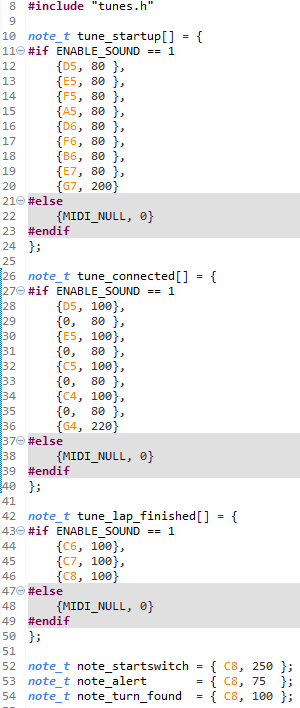 8 #include "tunes.h"
9
10 note_t tune_startup[] = {
11 #if ENABLE_SOUND == 1
12 {D5, 80 },
13 {E5, 80 },
14 {F5, 80 },
15 {A5, 80 },
16 {D6, 80 },
17 {F6, 80 },
18 {B6, 80 },
19 {E7, 80 },
20 {G7, 200}
21 #else
22 {MIDI_NULL, 0}
23 #endif
24 };
25
26 note_t tune_connected[] = {
27 #if ENABLE_SOUND == 1
28 {D5, 100},
29 {0,  80 },
30 {E5, 100},
31 {0,  80 },
32 {C5, 100},
33 {0,  80 },
34 {C4, 100},
35 {0,  80 },
36 {G4, 220}
37 #else
38 {MIDI_NULL, 0}
39 #endif
40 };
41
42 note_t tune_lap_finished[] = {
43 #if ENABLE_SOUND == 1
44 {C6, 100},
45 {C7, 100},
46 {C8, 100}
47 #else
48 {MIDI_NULL, 0}
49 #endif
50 };
51
52 note_t note_startswitch = { C8, 250 };
53 note_t note_alert       = { C8, 75  };
54 note_t note_turn_found  = { C8, 100 };